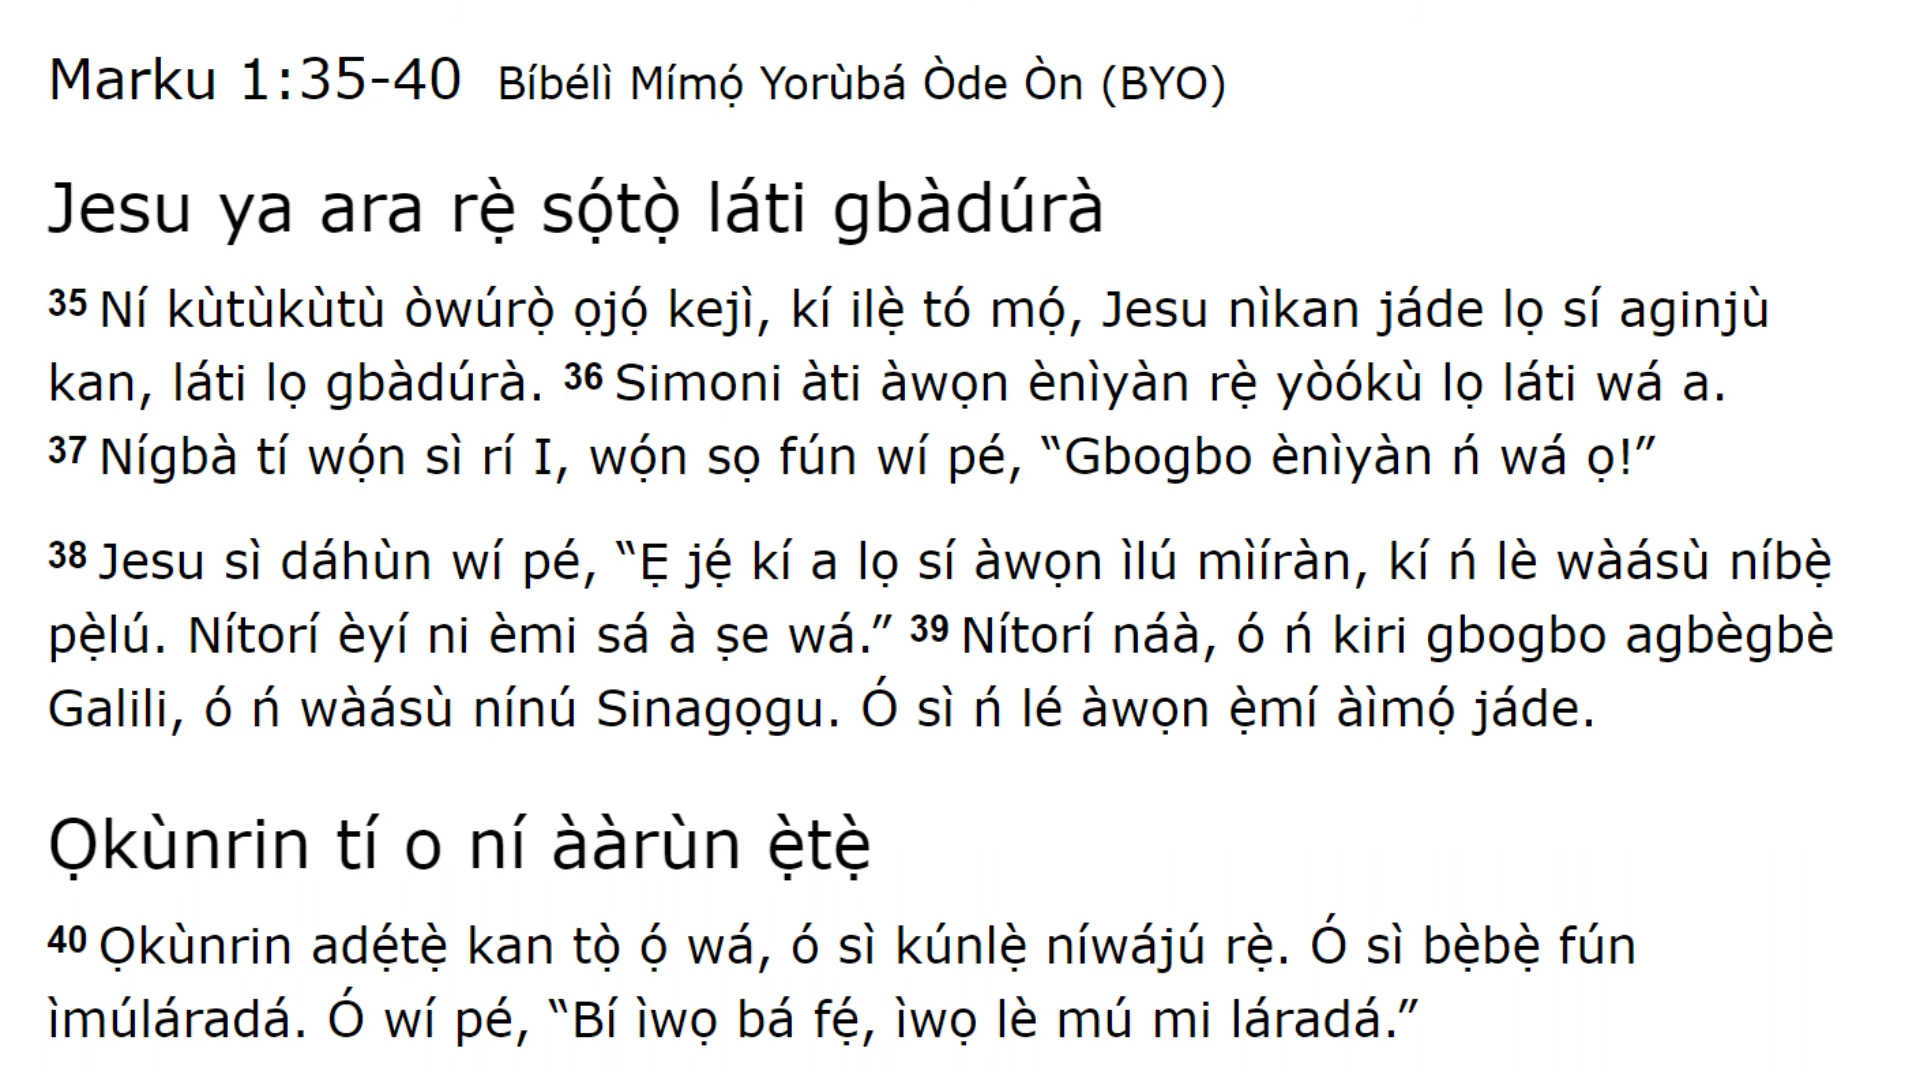 Marku 1:35-40 Bíbélì Mímọ́ Yorùbá Òde Òn (BYO)
Jesu ya ara rẹ̀ sọ́tọ̀ láti gbàdúrà
35 Ní kùtùkùtù òwúrọ̀ ọjọ́ kejì, kí ilẹ̀ tó mọ́, Jesu nìkan jáde lọ sí aginjù
kan, láti lọ gbàdúrà. 36 Simoni àti àwọn ènìyàn rẹ̀ yòókù lọ láti wá a.
37 Nígbà tí wọ́n sì rí I, wọ́n sọ fún wí pé, “Gbogbo ènìyàn ń wá ọ!”
38 Jesu sì dáhùn wí pé, “Ẹ jẹ́ kí a lọ sí àwọn ìlú mìíràn, kí ń lè wàásù níbẹ̀
pẹ̀lú. Nítorí èyí ni èmi sá à ṣe wá.” 39 Nítorí náà, ó ń kiri gbogbo agbègbè
Galili, ó ń wàásù nínú Sinagọgu. Ó sì ń lé àwọn ẹ̀mí àìmọ́ jáde.
Ọkùnrin tí o ní ààrùn ẹ̀tẹ̀
40 Ọkùnrin adẹ́tẹ̀ kan tọ̀ ọ́ wá, ó sì kúnlẹ̀ níwájú rẹ̀. Ó sì bẹ̀bẹ̀ fún
ìmúláradá. Ó wí pé, “Bí ìwọ bá fẹ́, ìwọ lè mú mi láradá.”